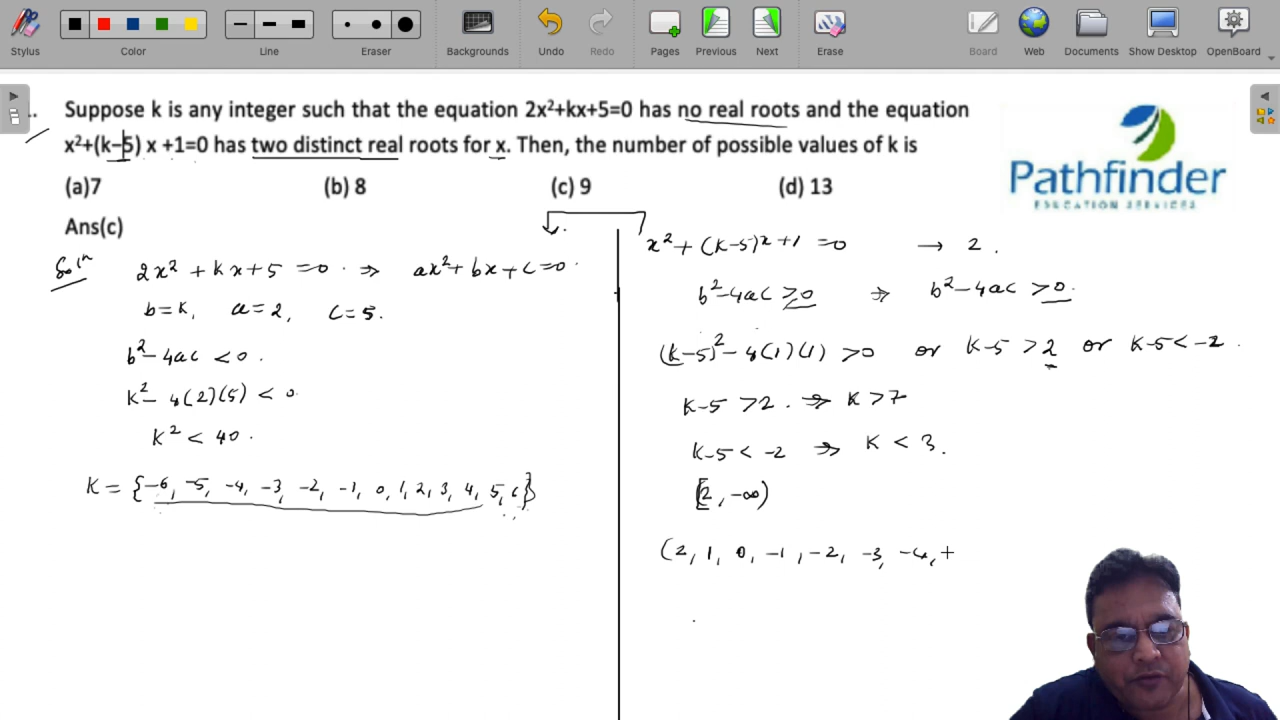 Stylus
Color
Line
Eraser
Backgrounds
Undo
Redo
Pages
Previous
Next
Erase
Board
Web
Documents
Show Desktop
OpenBoard
Suppose k is any integer such that the equation 2x²+kx+5=0 has no real roots and the equation
x²+(k–5) x +1=0 has two distinct real roots for x. Then, the number of possible values of k is
(a)7 (b) 8 (c) 9 (d) 13
Ans(c)
Pathfinder
EDUCATION SERVICES
Solⁿ
2x² + kx + 5 = 0 ⇒ ax² + bx + c = 0
b = k, a = 2, c = 5.
b² - 4ac < 0.
k² - 4(2)(5) < 0
k² < 40.
K = {-6, -5, -4, -3, -2, -1, 0, 1, 2, 3, 4, 5, 6}
x² + (k-5)x + 1 = 0 → 2.
b² - 4ac > 0 ⇒ b² - 4ac > 0.
(k-5)² - 4(1)(1) > 0 or k-5 > 2 or k-5 < -2.
k-5 > 2. ⇒ k > 7
k-5 < -2 ⇒ k < 3.
[2, -∞)
(2, 1, 0, -1, -2, -3, -4, +